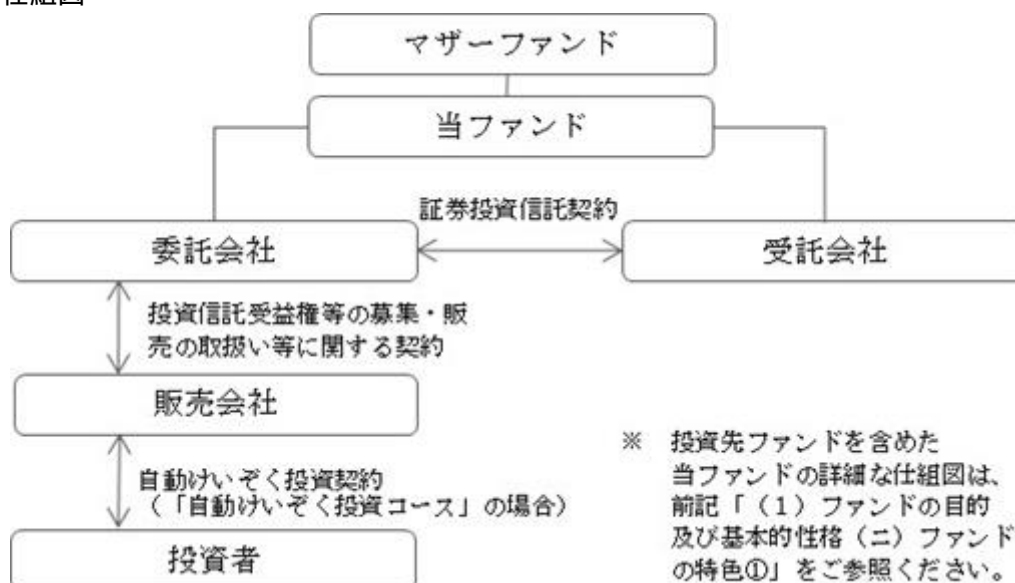 マザーファンド
当ファンド
証券投資信託契約
委託会社
受託会社
投資信託受益権等の募集・販
売の取扱い等に関する契約
販売会社
自動けいぞく投資契約
（「自動けいぞく投資コース」の場合）
投資者
※ 投資先ファンドを含めた
当ファンドの詳細な仕組図は、
前記「（１）ファンドの目的
及び基本的性格（ニ）ファンド
の特色①」をご参照ください。